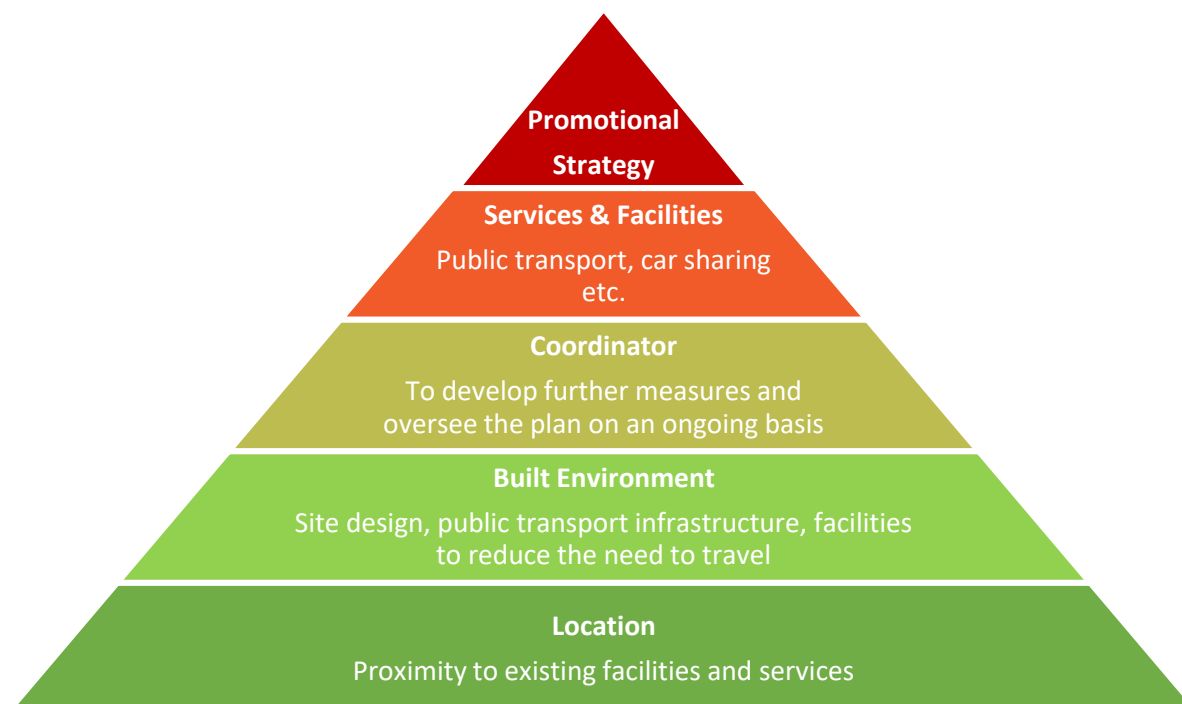 Promotional
Strategy
Services & Facilities
Public transport, car sharing
etc.
Coordinator
To develop further measures and
oversee the plan on an ongoing basis
Built Environment
Site design, public transport infrastructure, facilities
to reduce the need to travel
Location
Proximity to existing facilities and services